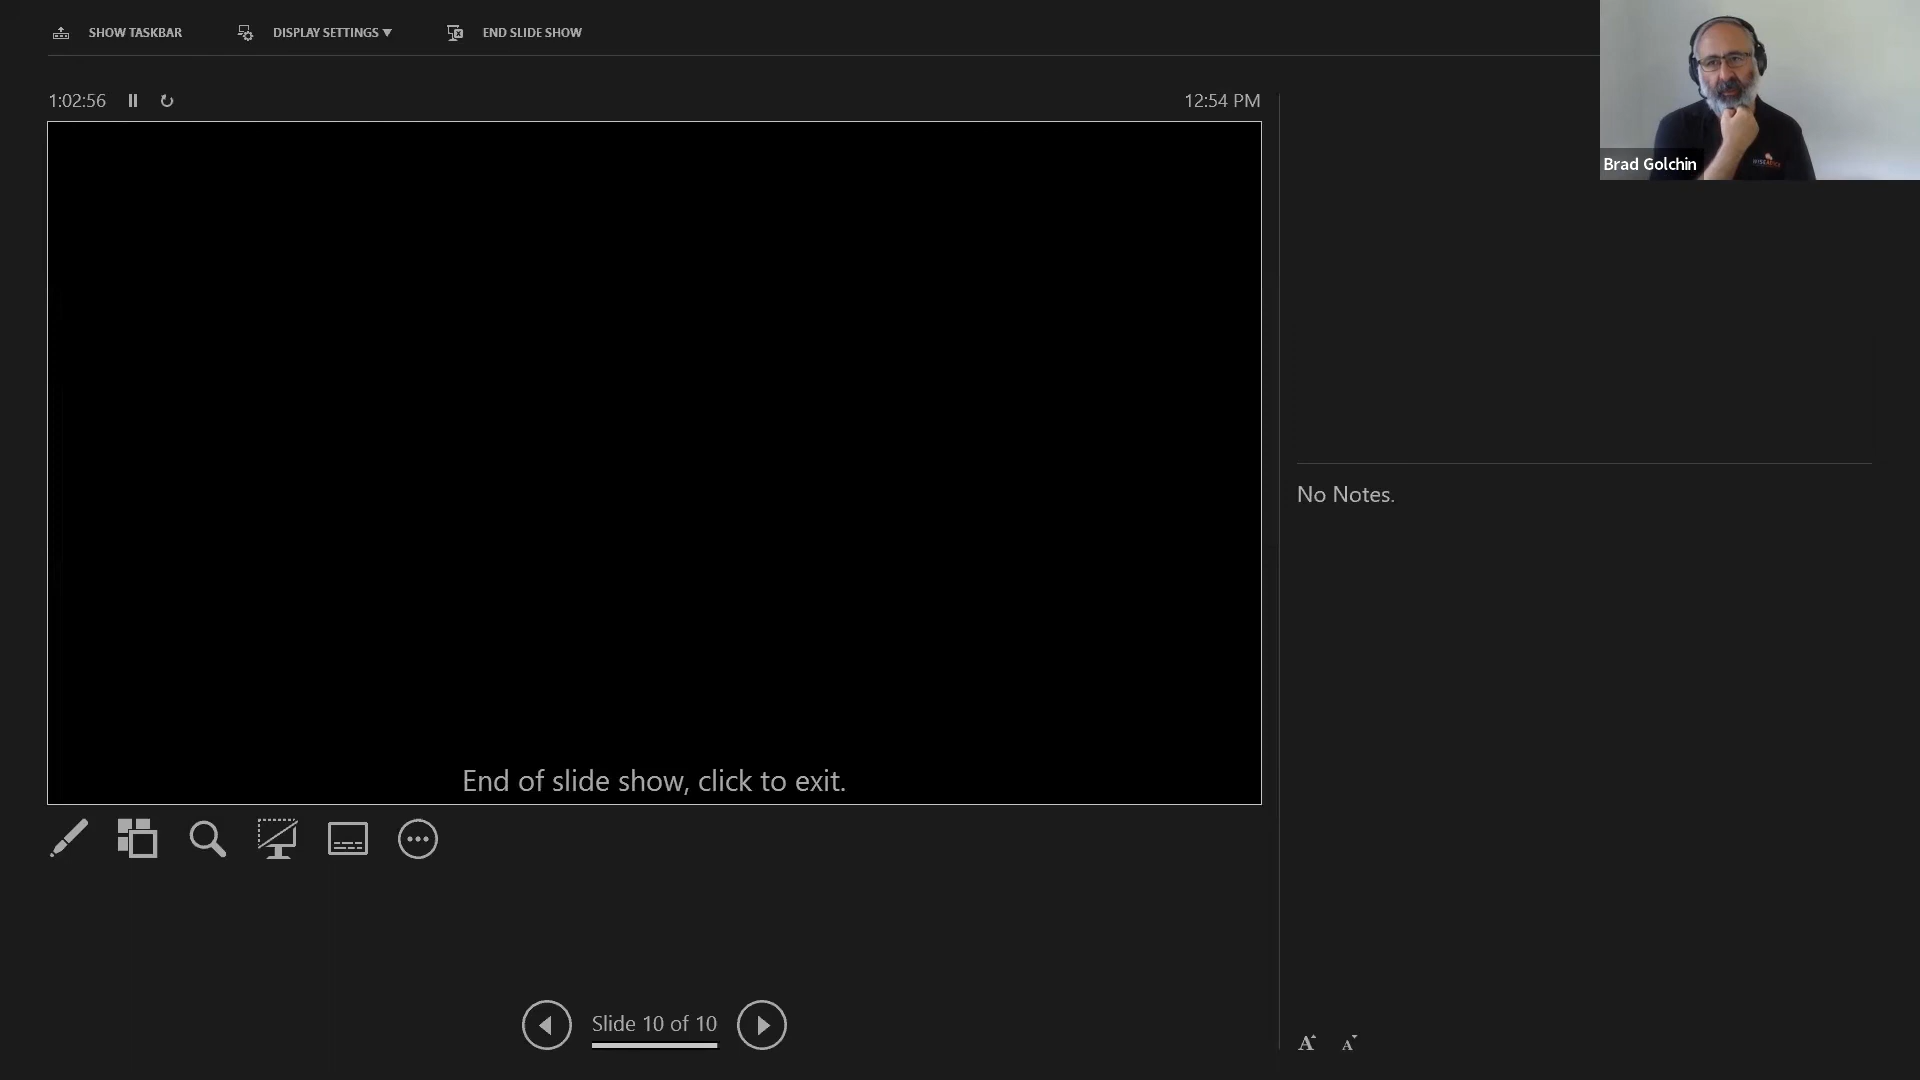 SHOW TASKBAR
DISPLAY SETTINGS
END SLIDE SHOW
1:02:56
12:54 PM
Brad Golchin
No Notes.
End of slide show, click to exit.
Slide 10 of 10
A
A